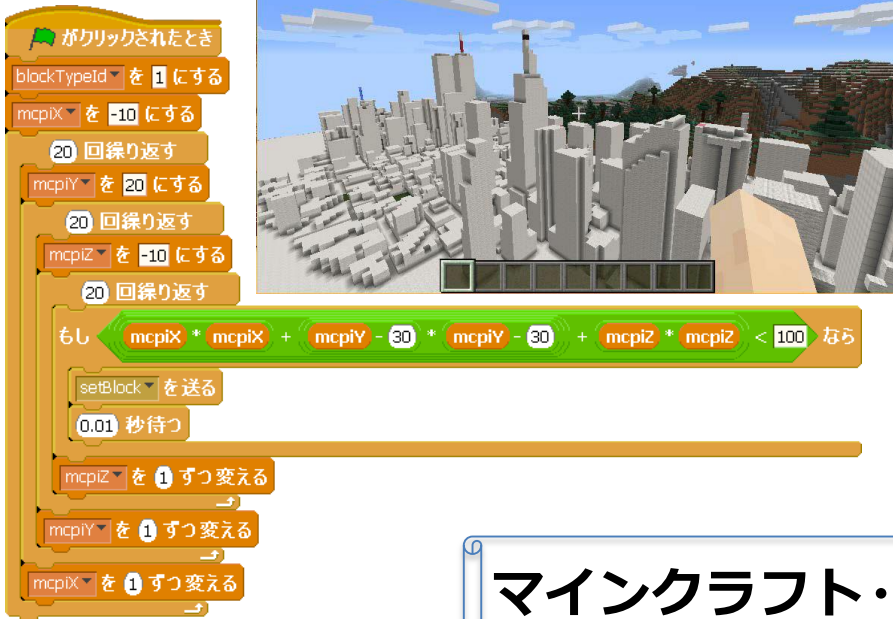 がクリックされたとき
blockTypeId を 1 にする
mcpiX を -10 にする
20 回繰り返す
mcpiY を 20 にする
20 回繰り返す
mcpiZ を -10 にする
20 回繰り返す
もし mcpiX * mcpiX + mcpiY - 30 * mcpiY - 30 + mcpiZ * mcpiZ < 100 なら
setBlock を送る
0.01 秒待つ
mcpiZ を 1 ずつ変える
mcpiY を 1 ずつ変える
mcpiX を 1 ずつ変える
マインクラフト・